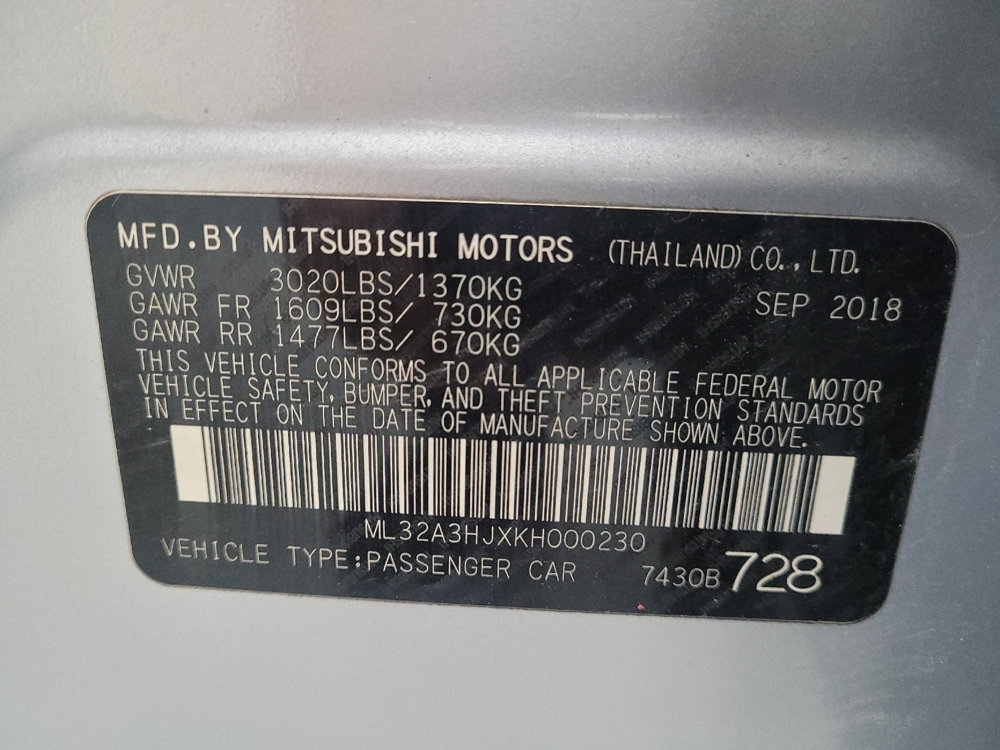 MFD.BY MITSUBISHI MOTORS (THAILAND) CO., LTD.
GVWR 3020LBS/1370KG SEP 2018
GAWR FR 1609LBS/ 730KG
GAWR RR 1477LBS/ 670KG
THIS VEHICLE CONFORMS TO ALL APPLICABLE FEDERAL MOTOR
VEHICLE SAFETY, BUMPER, AND THEFT PREVENTION STANDARDS
IN EFFECT ON THE DATE OF MANUFACTURE SHOWN ABOVE.
ML32A3HJXKH000230
VEHICLE TYPE:PASSENGER CAR 7430B 728